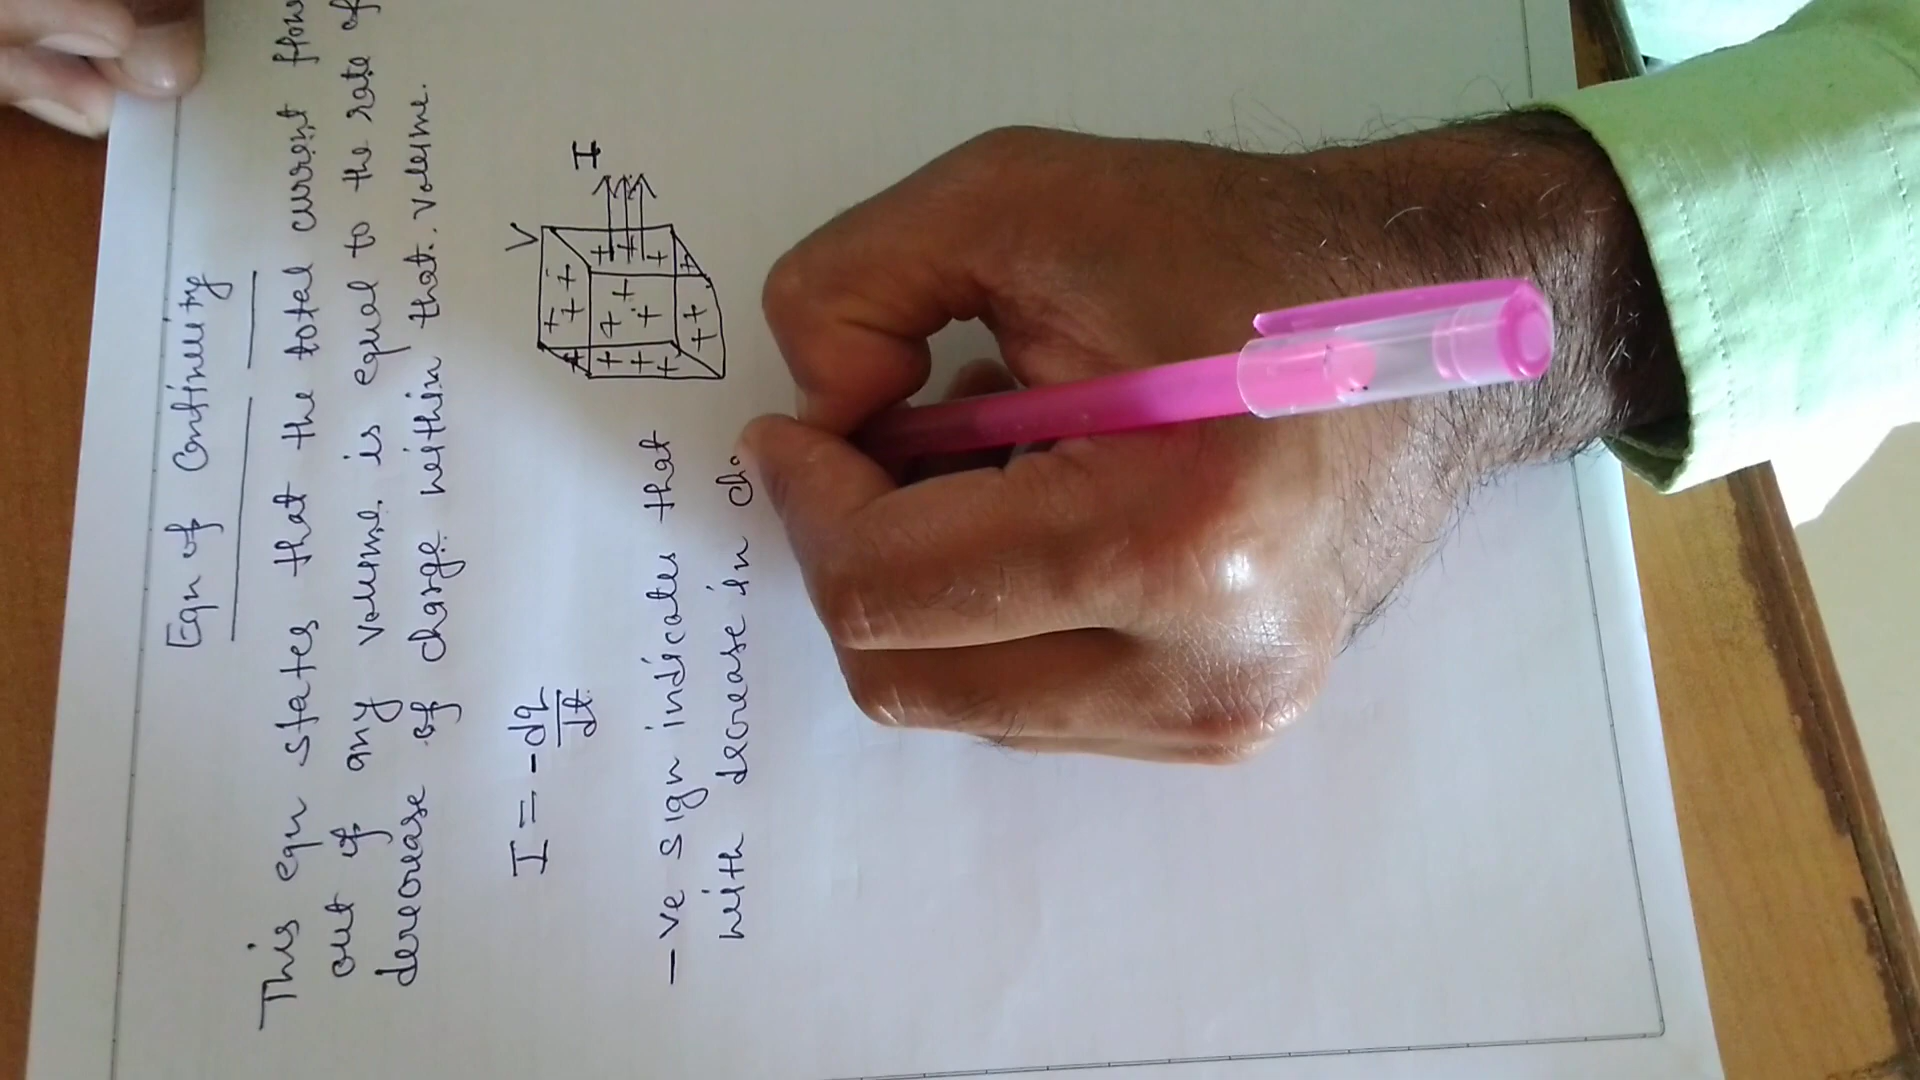 Eqn of Continuity
This eqn states that the total current flow
out of any volume is equal to the rate of
decrease of charge within that volume.
V
I
I = - dq/dt
-ve sign indicates that
with decrease in